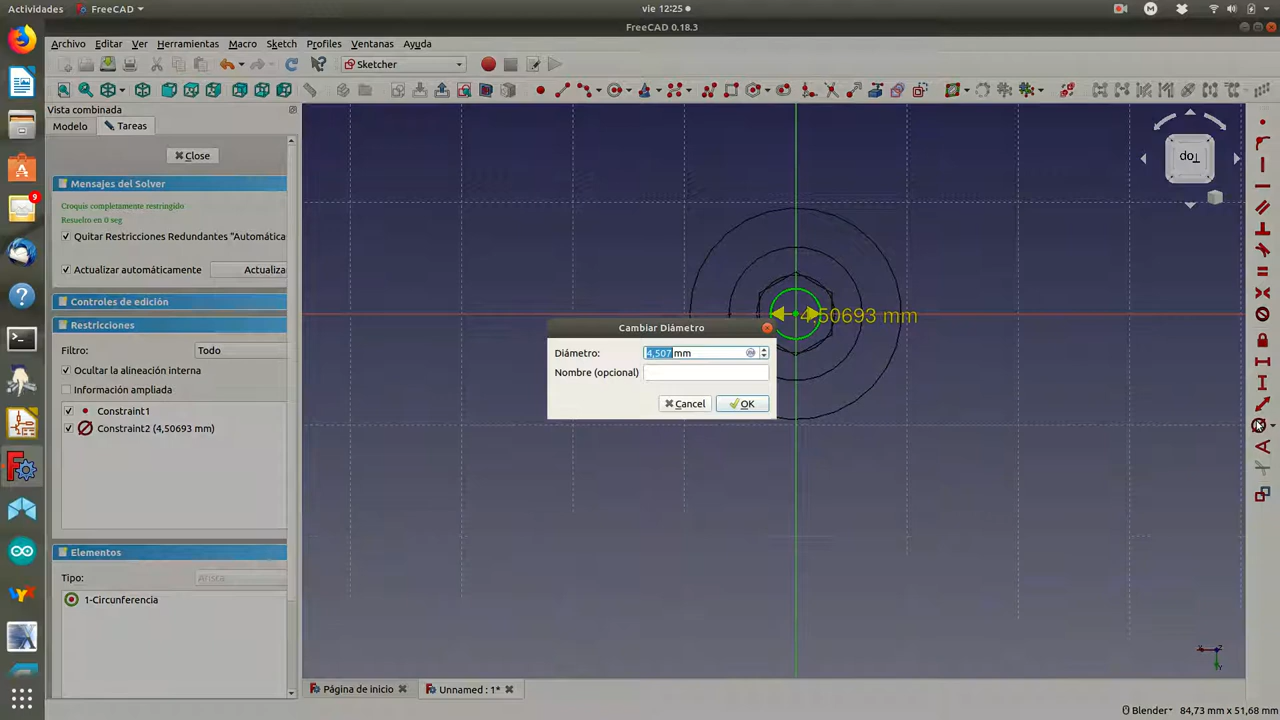 Actividades FreeCAD vie 12:25
FreeCAD 0.18.3
Archivo Editar Ver Herramientas Macro Sketch Profiles Ventanas Ayuda
Sketcher
Vista combinada
Modelo Tareas
Close
Mensajes del Solver
Croquis completamente restringido
Resuelto en 0 seg
Quitar Restricciones Redundantes "Automática
Actualizar automáticamente Actualiza
Controles de edición
Restricciones
Filtro: Todo
Ocultar la alineación interna
Información ampliada
Constraint1
Constraint2 (4,50693 mm)
Elementos
Tipo: Arista
1-Circunferencia
4,50693 mm
Cambiar Diámetro
Diámetro: 4,507 mm
Nombre (opcional)
Cancel OK
Página de inicio Unnamed : 1*
Blender 84,73 mm x 51,68 mm
9